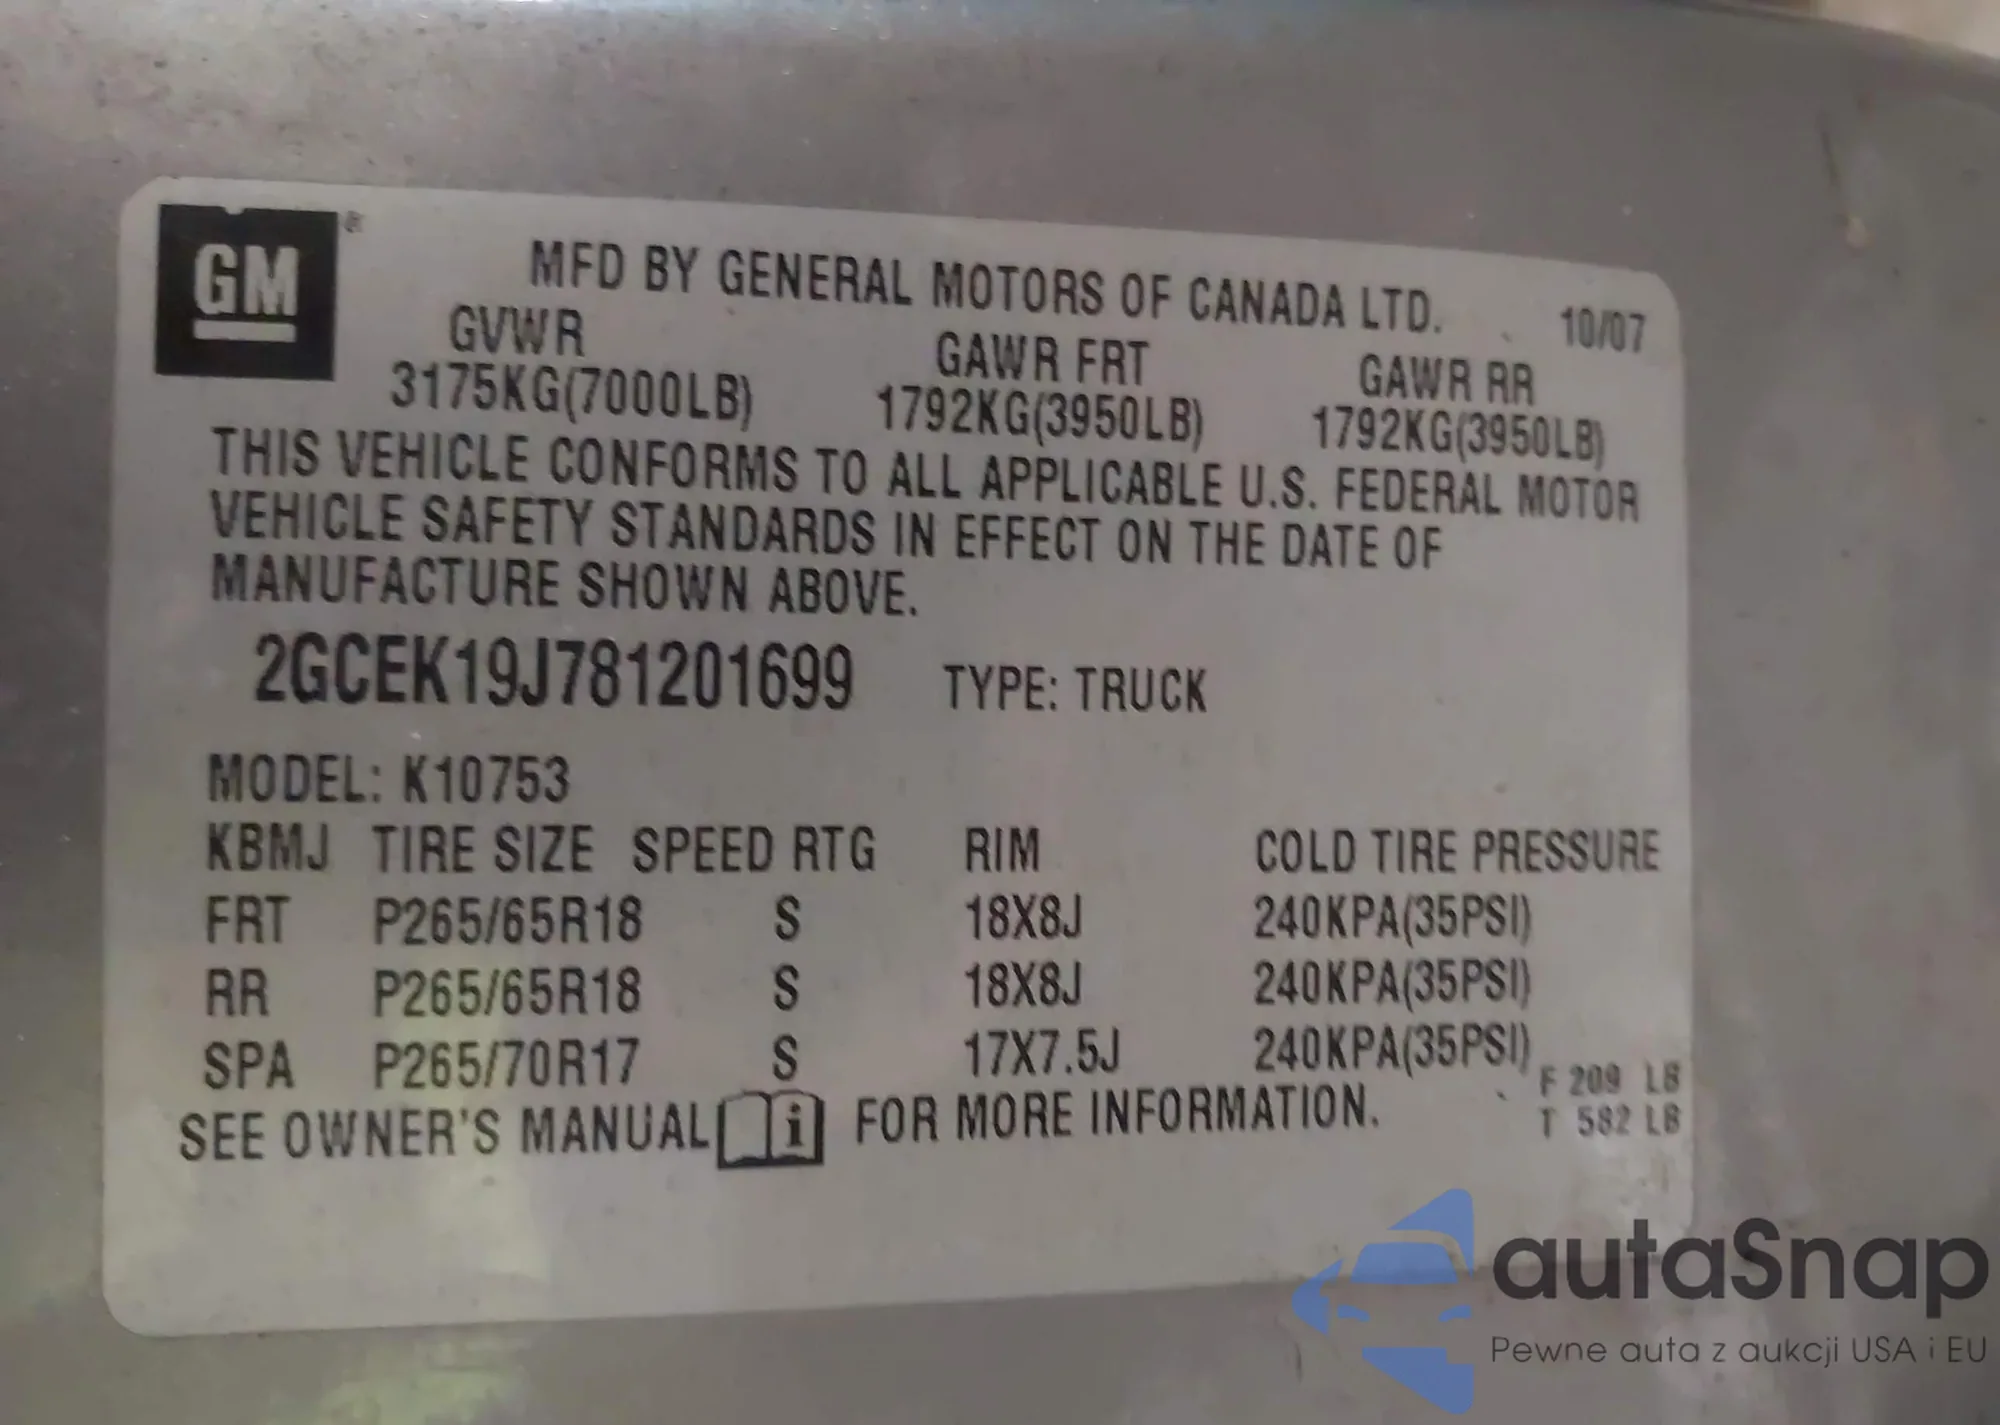 GM
MFD BY GENERAL MOTORS OF CANADA LTD.
10/07
GVWR GAWR FRT GAWR RR
3175KG(7000LB) 1792KG(3950LB) 1792KG(3950LB)
THIS VEHICLE CONFORMS TO ALL APPLICABLE U.S. FEDERAL MOTOR
VEHICLE SAFETY STANDARDS IN EFFECT ON THE DATE OF
MANUFACTURE SHOWN ABOVE.
2GCEK19J781201699 TYPE: TRUCK
MODEL: K10753
KBMJ TIRE SIZE SPEED RTG RIM COLD TIRE PRESSURE
FRT P265/65R18 S 18X8J 240KPA(35PSI)
RR P265/65R18 S 18X8J 240KPA(35PSI)
SPA P265/70R17 S 17X7.5J 240KPA(35PSI)
F 209 LB
T 582 LB
SEE OWNER'S MANUAL i FOR MORE INFORMATION.
autaSnap
Pewne auta z aukcji USA i EU